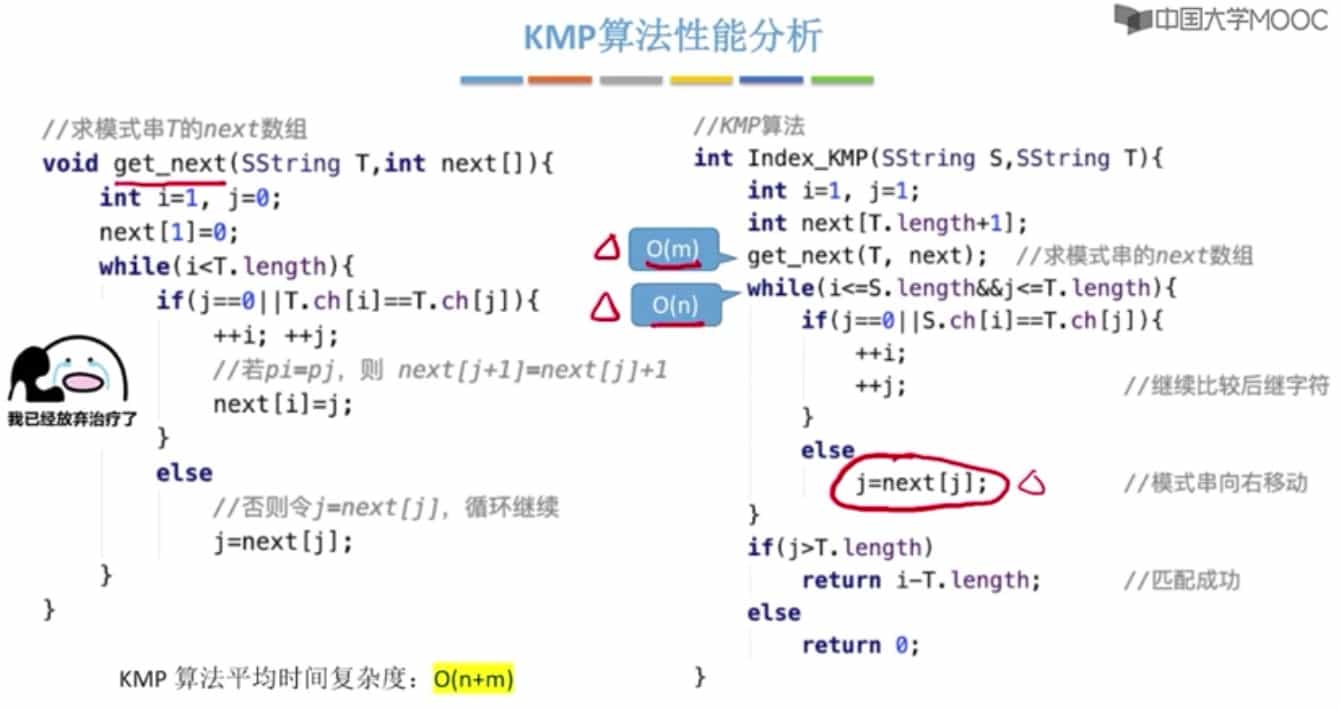 中国大学MOOC
KMP算法性能分析
//求模式串T的next数组
void get_next(SString T,int next[]){
int i=1, j=0;
next[1]=0;
while(i<T.length){
if(j==0||T.ch[i]==T.ch[j]){
++i; ++j;
//若pi=pj，则 next[j+1]=next[j]+1
next[i]=j;
}
else
//否则令j=next[j]，循环继续
j=next[j];
}
}
我已经放弃治疗了
KMP 算法平均时间复杂度：O(n+m)
//KMP算法
int Index_KMP(SString S,SString T){
int i=1, j=1;
int next[T.length+1];
O(m)
get_next(T, next); //求模式串的next数组
O(n)
while(i<=S.length&&j<=T.length){
if(j==0||S.ch[i]==T.ch[j]){
++i;
++j; //继续比较后继字符
}
else
j=next[j]; //模式串向右移动
}
if(j>T.length)
return i-T.length; //匹配成功
else
return 0;
}